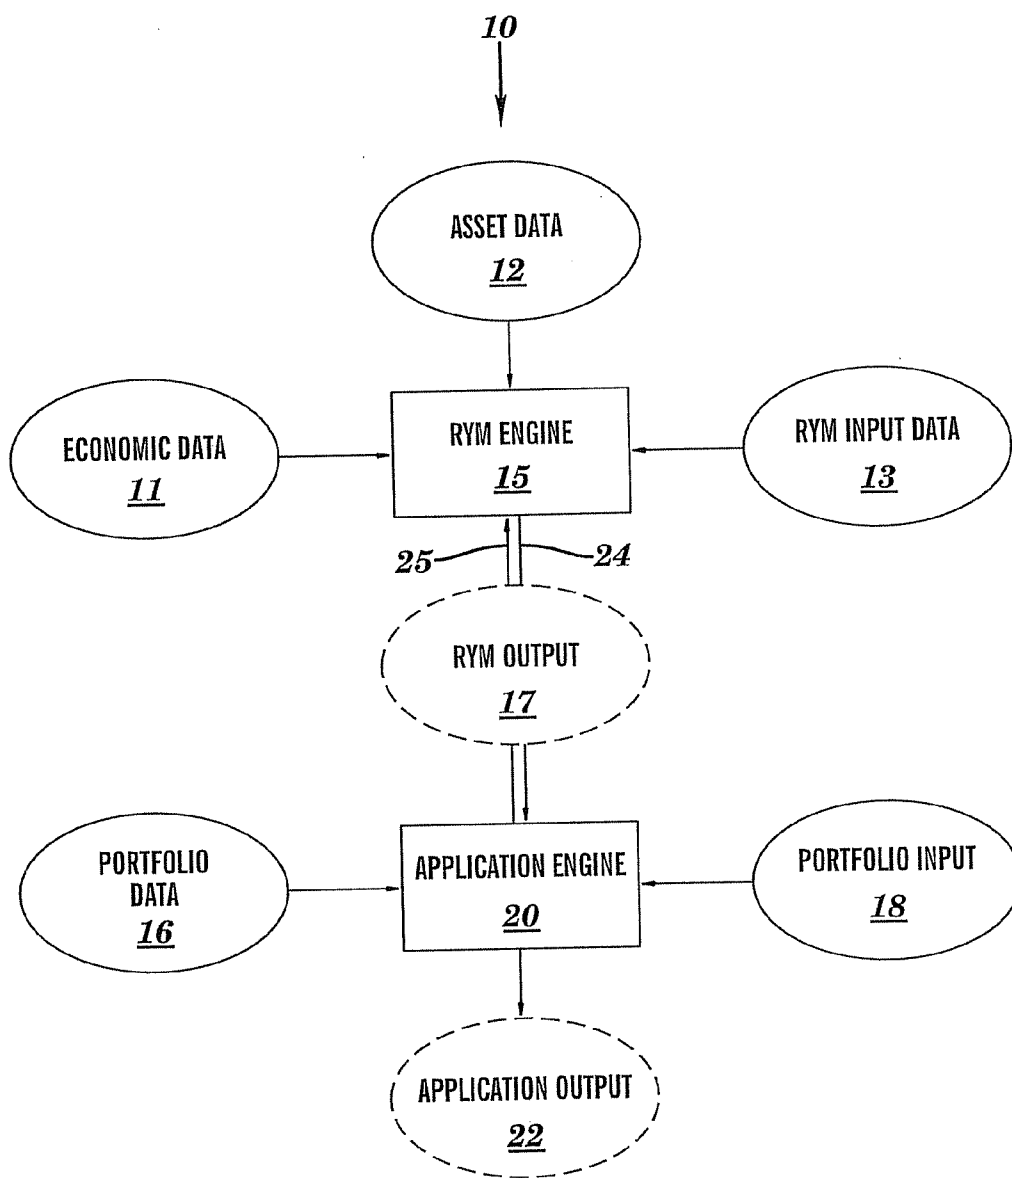 10
ASSET DATA
12
ECONOMIC DATA
11
RYM ENGINE
15
RYM INPUT DATA
13
25
24
RYM OUTPUT
17
PORTFOLIO
DATA
16
APPLICATION ENGINE
20
PORTFOLIO INPUT
18
APPLICATION OUTPUT
22